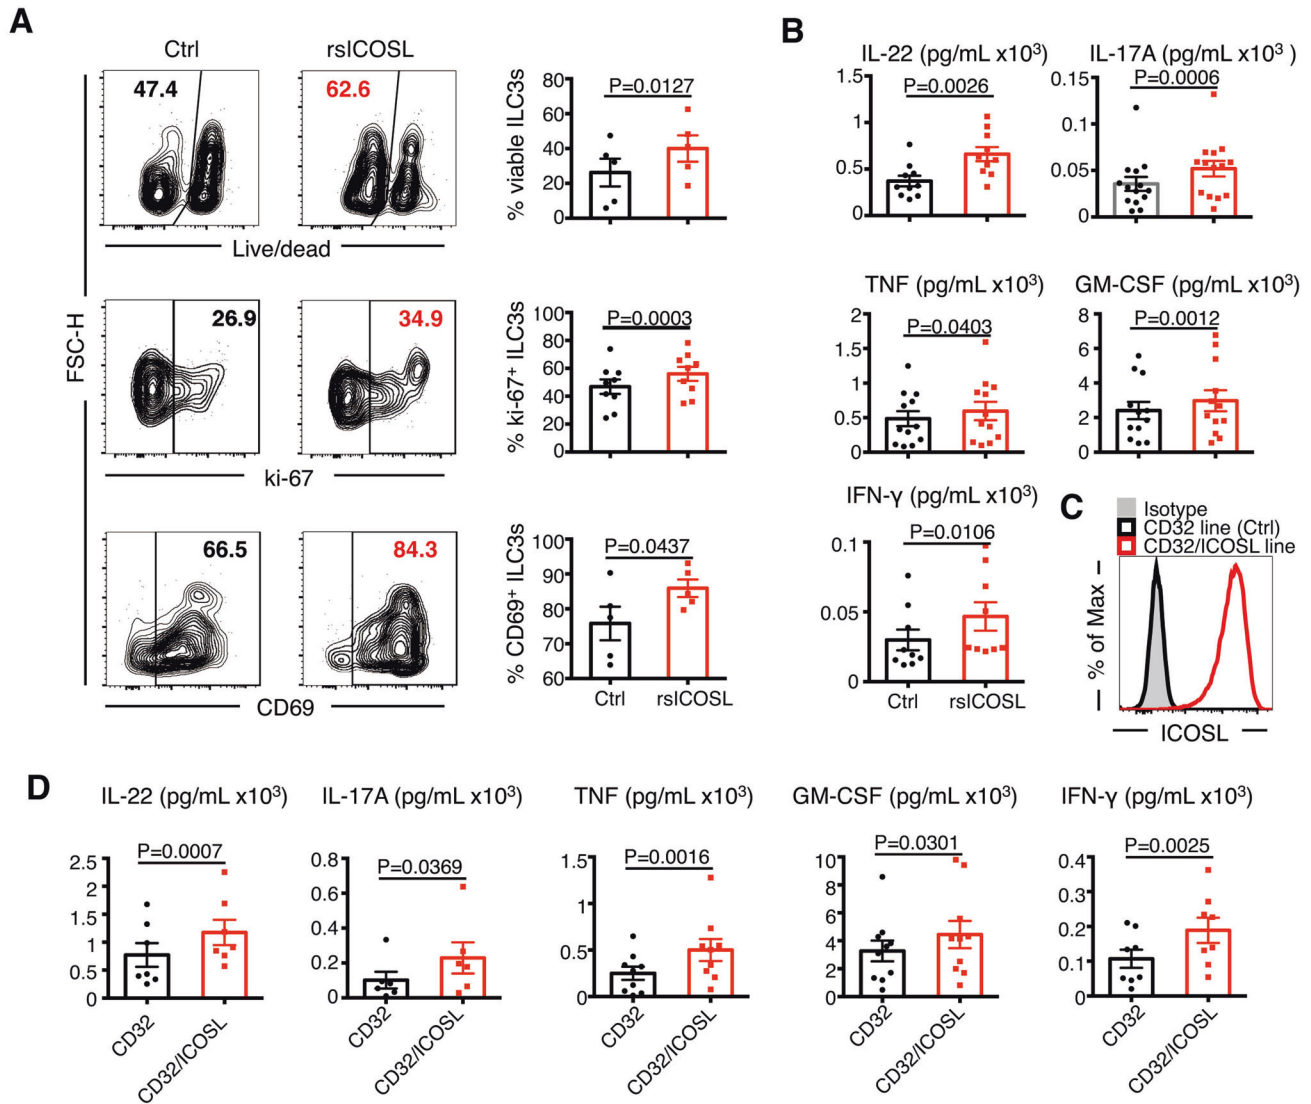 A
Ctrl
rsICOSL
47.4
62.6
Live/dead
26.9
34.9
ki-67
66.5
84.3
CD69
FSC-H
% viable ILC3s
80
60
40
20
0
P=0.0127
% ki-67⁺ ILC3s
100
80
60
40
20
0
P=0.0003
% CD69⁺ ILC3s
100
90
80
70
60
P=0.0437
Ctrl
rsICOSL
B
IL-22 (pg/mL x10³)
1.5
1.0
0.5
0
P=0.0026
IL-17A (pg/mL x10³ )
0.15
0.1
0.05
0
P=0.0006
TNF (pg/mL x10³)
2
1.5
1
0.5
0
P=0.0403
GM-CSF (pg/mL x10³)
8
6
4
2
0
P=0.0012
IFN-γ (pg/mL x10³)
0.1
0.05
0
P=0.0106
Ctrl
rsICOSL
C
Isotype
CD32 line (Ctrl)
CD32/ICOSL line
% of Max
ICOSL
D
IL-22 (pg/mL x10³)
2.5
2
1.5
1
0.5
0
P=0.0007
CD32
CD32/ICOSL
IL-17A (pg/mL x10³)
0.8
0.6
0.4
0.2
0
P=0.0369
CD32
CD32/ICOSL
TNF (pg/mL x10³)
1.5
1
0.5
0
P=0.0016
CD32
CD32/ICOSL
GM-CSF (pg/mL x10³)
10
8
6
4
2
0
P=0.0301
CD32
CD32/ICOSL
IFN-γ (pg/mL x10³)
0.4
0.3
0.2
0.1
0
P=0.0025
CD32
CD32/ICOSL